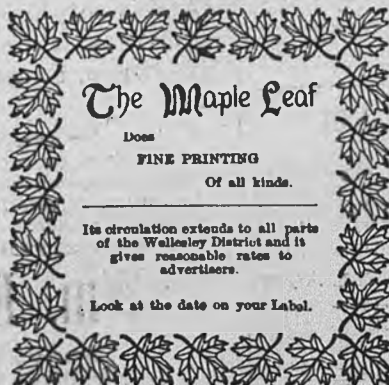 The Maple Leaf
Does
FINE PRINTING
Of all kinds.
Its circulation extends to all parts
of the Wellesley District and it
gives reasonable rates to
advertisers.
Look at the date on your Label.